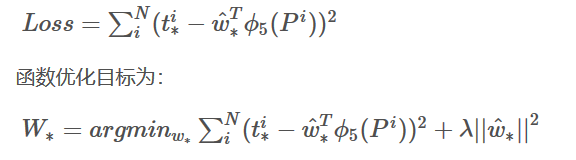 Loss = ∑_i^N (t_*^i − ŵ_*^T ϕ_5(P^i))^2
函数优化目标为：
W_* = argmin_{w_*} ∑_i^N (t_*^i − ŵ_*^T ϕ_5(P^i))^2 + λ||ŵ_*||^2